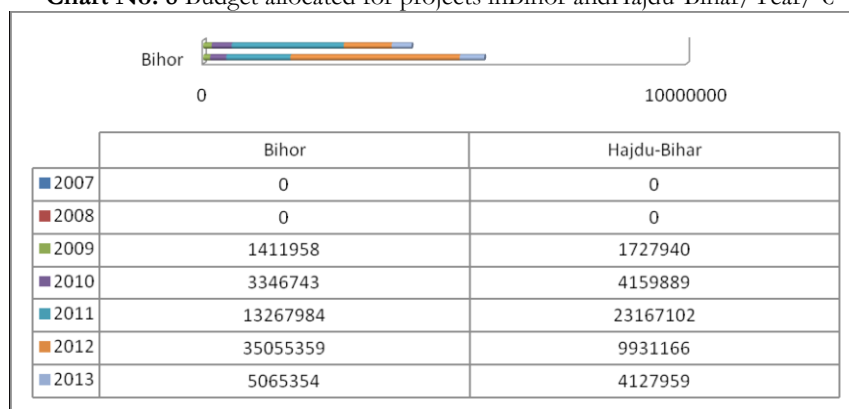 Chart No. 8 Budget allocated for projects inBihor andHajdu-Bihar/Year/ €
Bihor
0 10000000
Bihor Hajdu-Bihar
2007 0 0
2008 0 0
2009 1411958 1727940
2010 3346743 4159889
2011 13267984 23167102
2012 35055359 9931166
2013 5065354 4127959